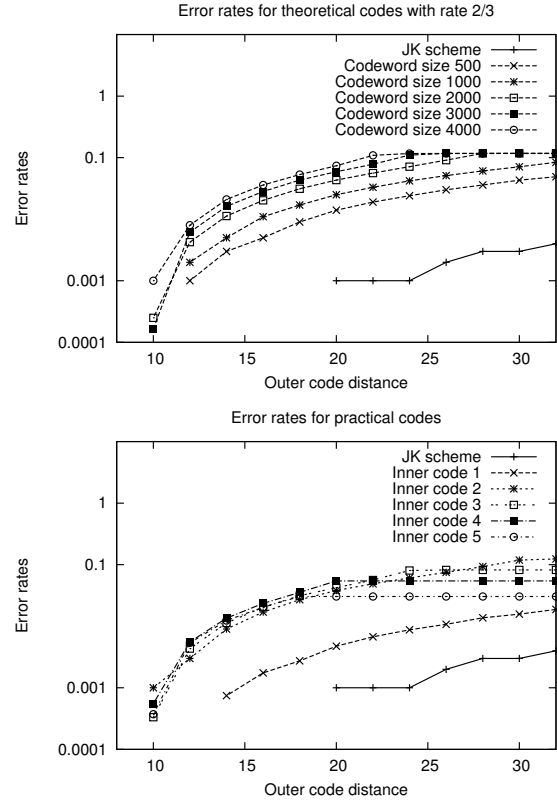 Error rates for theoretical codes with rate 2/3
JK scheme
Codeword size 500
Codeword size 1000
Codeword size 2000
Codeword size 3000
Codeword size 4000
1
0.1
0.001
0.0001
Error rates
10
15
20
25
30
Outer code distance
Error rates for practical codes
JK scheme
Inner code 1
Inner code 2
Inner code 3
Inner code 4
Inner code 5
1
0.1
0.001
0.0001
Error rates
10
15
20
25
30
Outer code distance